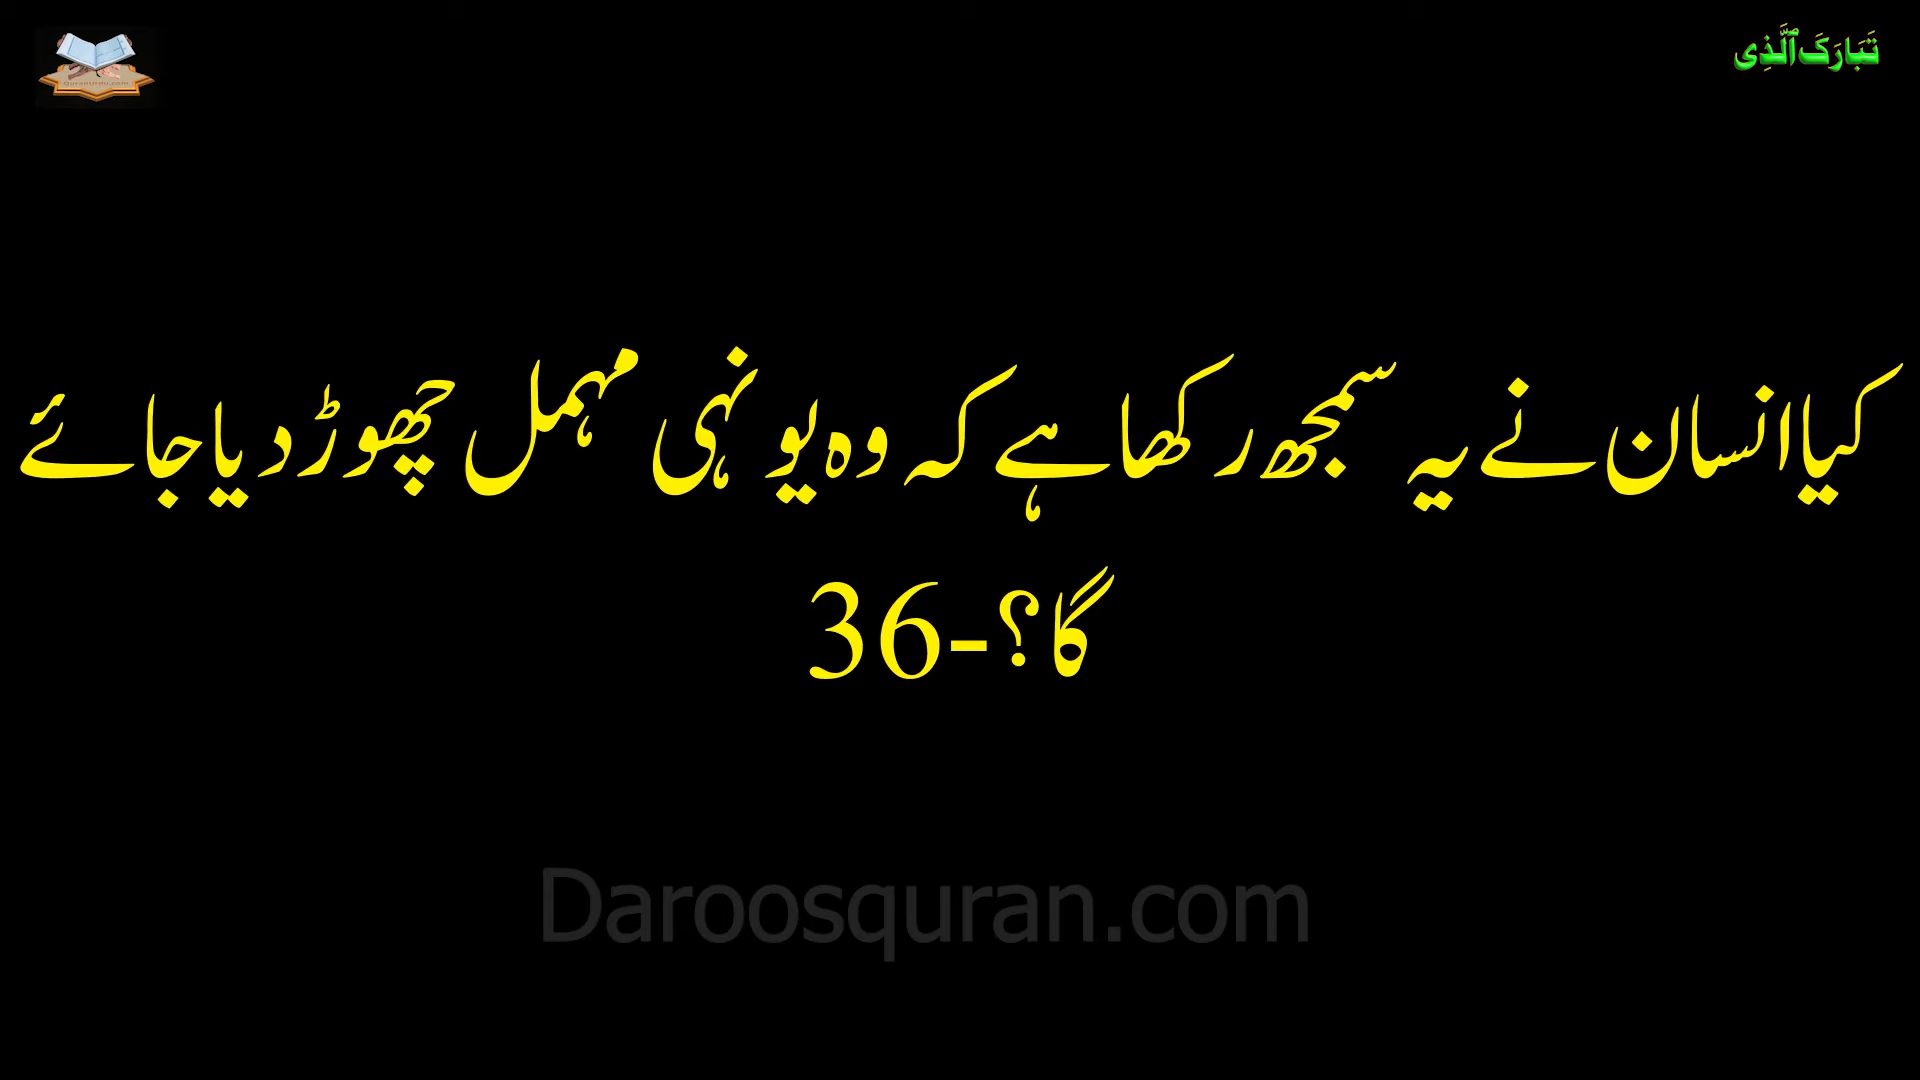 تَبَارَکَ ٱلَّذِی
کیا انسان نے یہ سمجھ رکھا ہے کہ وہ یونہی مہمل چھوڑ دیا جائے
گا؟-36
Daroosquran.com